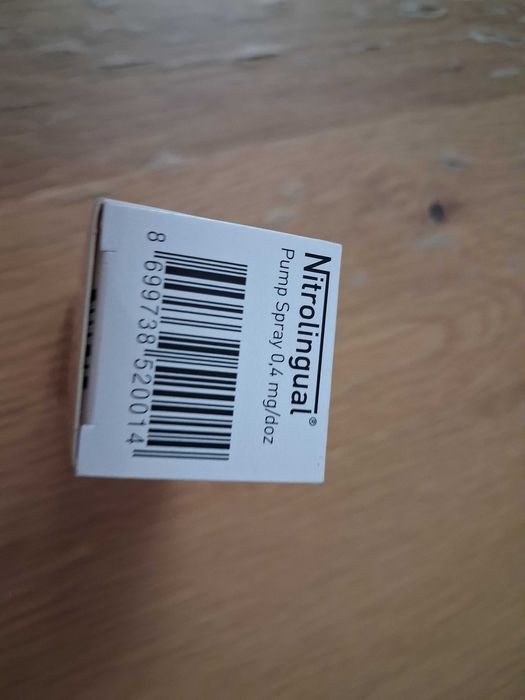 Nitrolingual®
Pump Spray 0,4 mg/doz
8 699738 520014